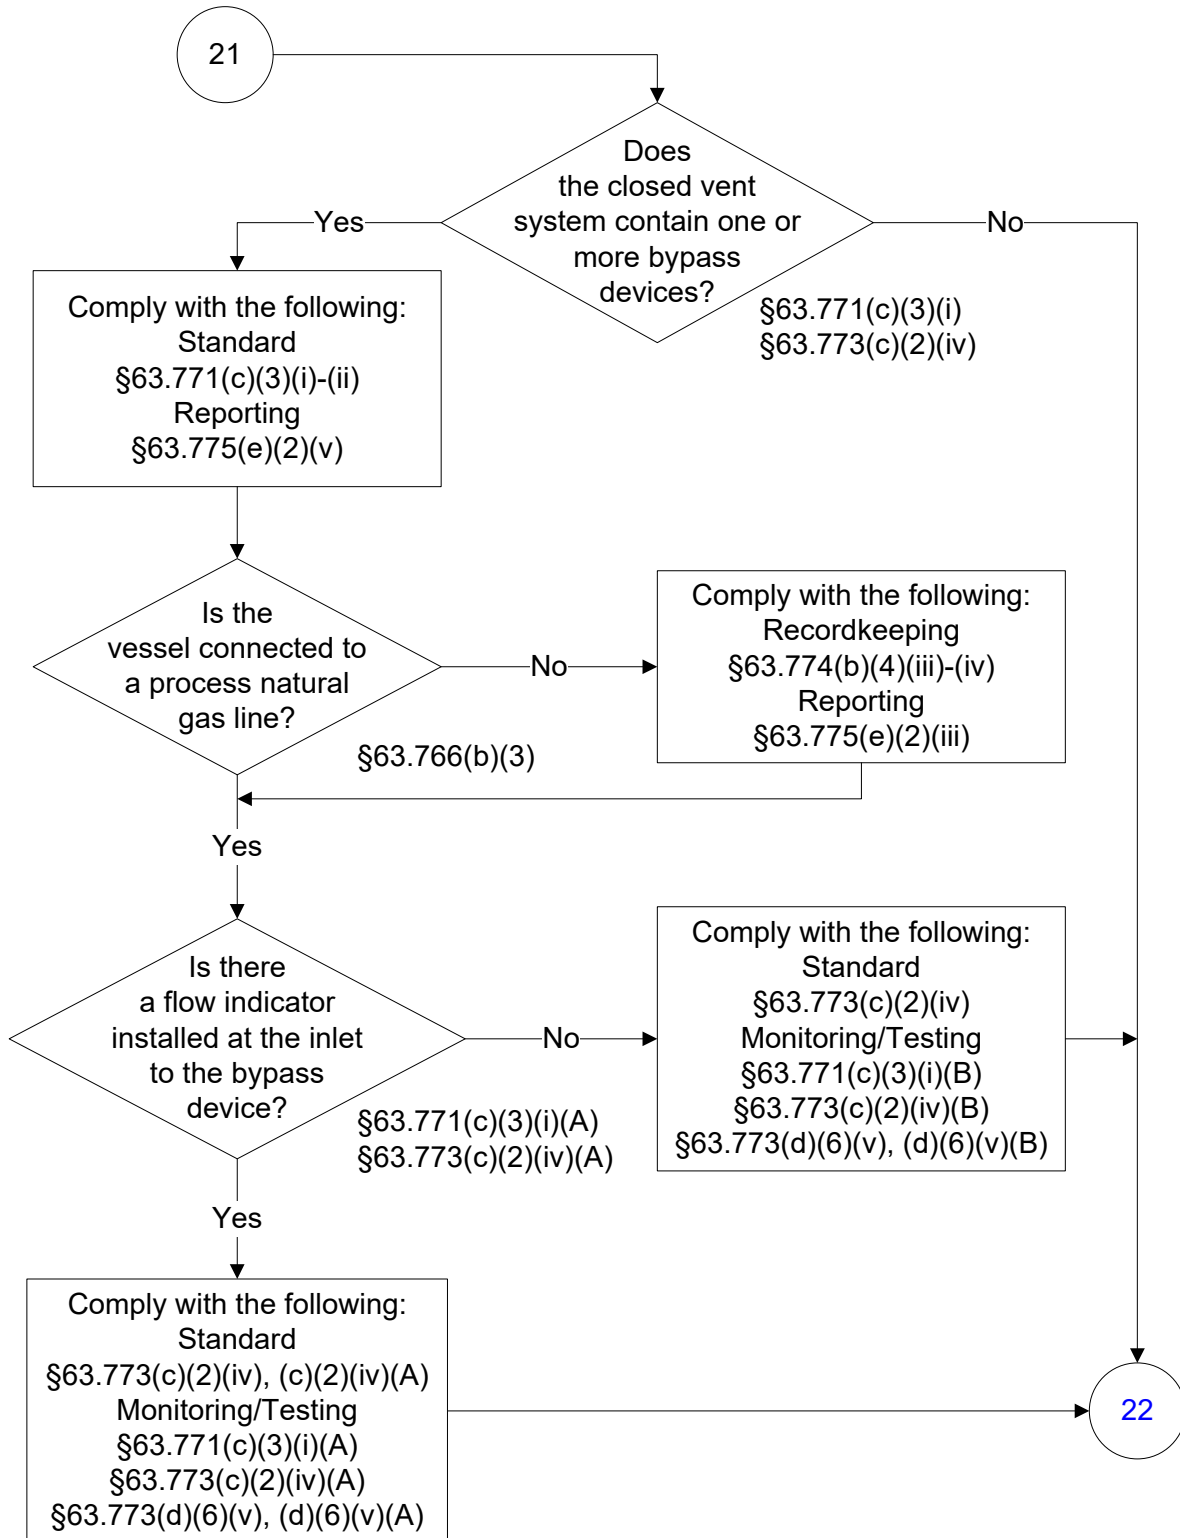 21
Does
the closed vent
system contain one or
more bypass
devices?
Yes
No
§63.771(c)(3)(i)
§63.773(c)(2)(iv)
Comply with the following:
Standard
§63.771(c)(3)(i)-(ii)
Reporting
§63.775(e)(2)(v)
Is the
vessel connected to
a process natural
gas line?
No
§63.766(b)(3)
Comply with the following:
Recordkeeping
§63.774(b)(4)(iii)-(iv)
Reporting
§63.775(e)(2)(iii)
Yes
Is there
a flow indicator
installed at the inlet
to the bypass
device?
No
§63.771(c)(3)(i)(A)
§63.773(c)(2)(iv)(A)
Comply with the following:
Standard
§63.773(c)(2)(iv)
Monitoring/Testing
§63.771(c)(3)(i)(B)
§63.773(c)(2)(iv)(B)
§63.773(d)(6)(v), (d)(6)(v)(B)
Yes
Comply with the following:
Standard
§63.773(c)(2)(iv), (c)(2)(iv)(A)
Monitoring/Testing
§63.771(c)(3)(i)(A)
§63.773(c)(2)(iv)(A)
§63.773(d)(6)(v), (d)(6)(v)(A)
22